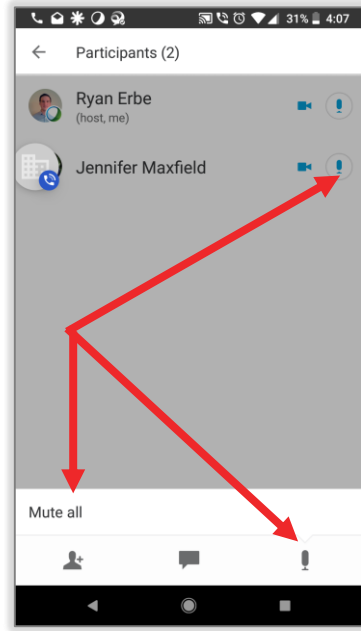 31% 4:07
Participants (2)
Ryan Erbe
(host, me)
Jennifer Maxfield
Mute all